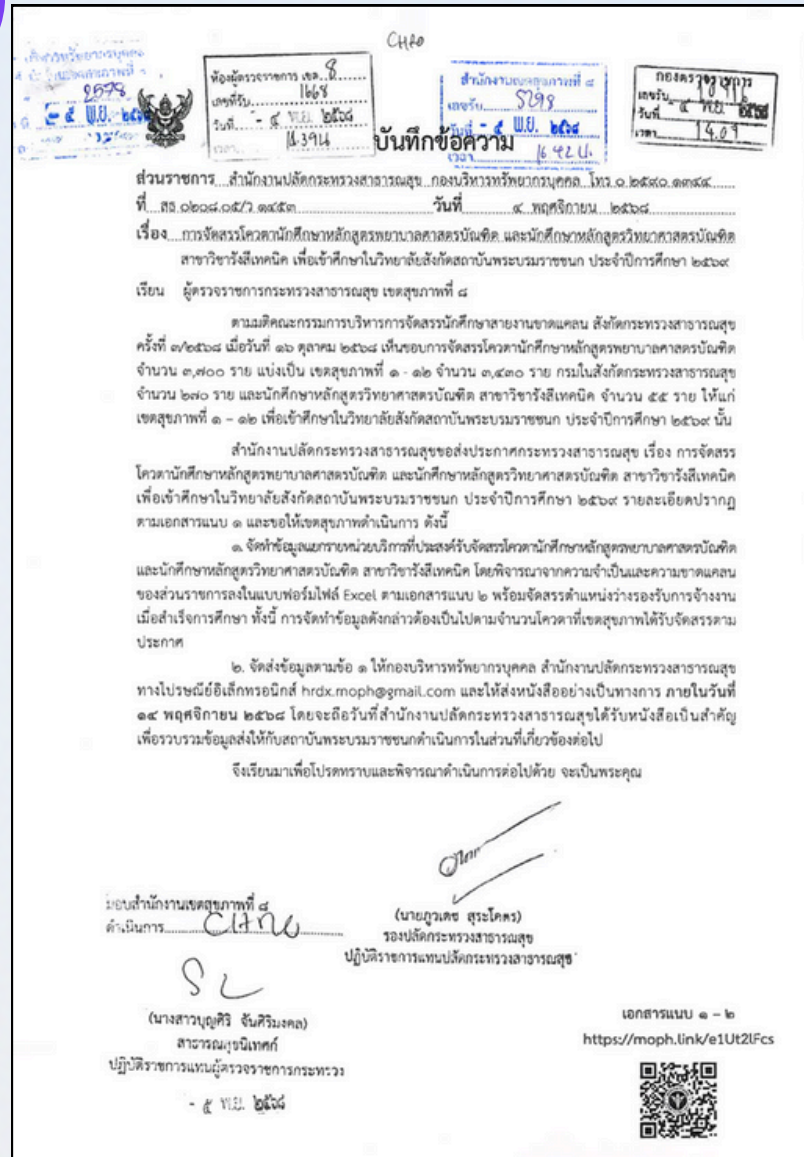 CHRO
2578
ห้องผู้ตรวจราชการ เขต 8
เลขที่รับ 1668
วันที่ - ๔ พ.ย. ๒๕๖๘
สำนักงานเขตสุขภาพที่ ๘
เลขรับ 5298
วันที่ - ๕ พ.ย. ๒๕๖๘
เวลา 16.42 น.
กองตรวจราชการ
เลขรับ
วันที่ - ๔ พ.ย. ๒๕๖๘
เวลา 14.09
บันทึกข้อความ
ส่วนราชการ สำนักงานปลัดกระทรวงสาธารณสุข กองบริหารทรัพยากรบุคคล โทร ๐ ๒๕๙๐ ๑๓๔๔
ที่ สธ ๐๒๐๘.๐๕/ว ๑๔๕๓ วันที่ ๔ พฤศจิกายน ๒๕๖๘
เรื่อง การจัดสรรโควตานักศึกษาหลักสูตรพยาบาลศาสตรบัณฑิต และนักศึกษาหลักสูตรวิทยาศาสตรบัณฑิต
สาขาวิชารังสีเทคนิค เพื่อเข้าศึกษาในวิทยาลัยสังกัดสถาบันพระบรมราชชนก ประจำปีการศึกษา ๒๕๖๙
เรียน ผู้ตรวจราชการกระทรวงสาธารณสุข เขตสุขภาพที่ ๘
ตามมติคณะกรรมการบริหารการจัดสรรนักศึกษาสายงานขาดแคลน สังกัดกระทรวงสาธารณสุข
ครั้งที่ ๓/๒๕๖๘ เมื่อวันที่ ๑๖ ตุลาคม ๒๕๖๘ เห็นชอบการจัดสรรโควตานักศึกษาหลักสูตรพยาบาลศาสตรบัณฑิต
จำนวน ๓,๗๐๐ ราย แบ่งเป็น เขตสุขภาพที่ ๑ - ๑๒ จำนวน ๓,๔๓๐ ราย กรมในสังกัดกระทรวงสาธารณสุข
จำนวน ๒๗๐ ราย และนักศึกษาหลักสูตรวิทยาศาสตรบัณฑิต สาขาวิชารังสีเทคนิค จำนวน ๕๕ ราย ให้แก่
เขตสุขภาพที่ ๑ – ๑๒ เพื่อเข้าศึกษาในวิทยาลัยสังกัดสถาบันพระบรมราชชนก ประจำปีการศึกษา ๒๕๖๙ นั้น
สำนักงานปลัดกระทรวงสาธารณสุขขอส่งประกาศกระทรวงสาธารณสุข เรื่อง การจัดสรร
โควตานักศึกษาหลักสูตรพยาบาลศาสตรบัณฑิต และนักศึกษาหลักสูตรวิทยาศาสตรบัณฑิต สาขาวิชารังสีเทคนิค
เพื่อเข้าศึกษาในวิทยาลัยสังกัดสถาบันพระบรมราชชนก ประจำปีการศึกษา ๒๕๖๙ รายละเอียดปรากฏ
ตามเอกสารแนบ ๑ และขอให้เขตสุขภาพดำเนินการ ดังนี้
๑. จัดทำข้อมูลแยกรายหน่วยบริการที่ประสงค์รับจัดสรรโควตานักศึกษาหลักสูตรพยาบาลศาสตรบัณฑิต
และนักศึกษาหลักสูตรวิทยาศาสตรบัณฑิต สาขาวิชารังสีเทคนิค โดยพิจารณาจากความจำเป็นและความขาดแคลน
ของส่วนราชการลงในแบบฟอร์มไฟล์ Excel ตามเอกสารแนบ ๒ พร้อมจัดสรรตำแหน่งว่างรองรับการจ้างงาน
เมื่อสำเร็จการศึกษา ทั้งนี้ การจัดทำข้อมูลดังกล่าวต้องเป็นไปตามจำนวนโควตาที่เขตสุขภาพได้รับจัดสรรตาม
ประกาศ
๒. จัดส่งข้อมูลตามข้อ ๑ ให้กองบริหารทรัพยากรบุคคล สำนักงานปลัดกระทรวงสาธารณสุข
ทางไปรษณีย์อิเล็กทรอนิกส์ hrdx.moph@gmail.com และให้ส่งหนังสืออย่างเป็นทางการ ภายในวันที่
๑๔ พฤศจิกายน ๒๕๖๘ โดยจะถือวันที่สำนักงานปลัดกระทรวงสาธารณสุขได้รับหนังสือเป็นสำคัญ
เพื่อรวบรวมข้อมูลส่งให้กับสถาบันพระบรมราชชนกดำเนินการในส่วนที่เกี่ยวข้องต่อไป
จึงเรียนมาเพื่อโปรดทราบและพิจารณาดำเนินการต่อไปด้วย จะเป็นพระคุณ
มอบสำนักงานเขตสุขภาพที่ ๘
ดำเนินการ CHRO
(นายภูวเดช สุระโคตร)
รองปลัดกระทรวงสาธารณสุข
ปฏิบัติราชการแทนปลัดกระทรวงสาธารณสุข
(นางสาวบุญศิริ จันศิริมงคล)
สาธารณสุขนิเทศก์
ปฏิบัติราชการแทนผู้ตรวจราชการกระทรวง
- ๕ พ.ย. ๒๕๖๘
เอกสารแนบ ๑ – ๒
https://moph.link/e1Ut2lFcs